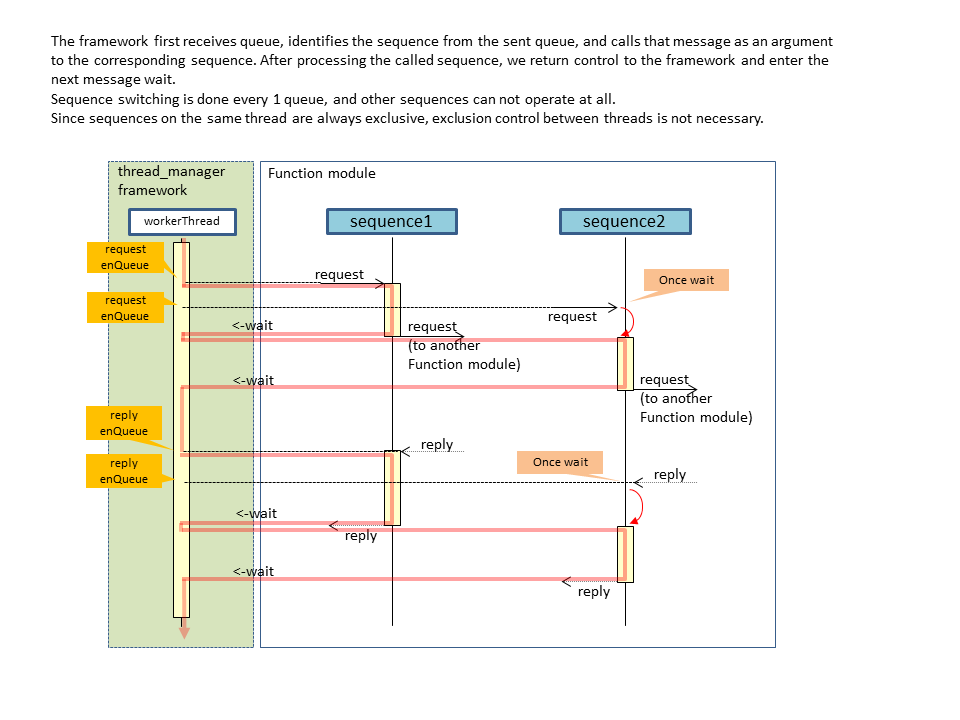 The framework first receives queue, identifies the sequence from the sent queue, and calls that message as an argument
to the corresponding sequence. After processing the called sequence, we return control to the framework and enter the
next message wait.
Sequence switching is done every 1 queue, and other sequences can not operate at all.
Since sequences on the same thread are always exclusive, exclusion control between threads is not necessary.
thread_manager
framework
Function module
workerThread
sequence1
sequence2
request
enQueue
request
Once wait
request
enQueue
request
<-wait
request
(to another
Function module)
<-wait
request
(to another
Function module)
reply
enQueue
reply
Once wait
reply
enQueue
reply
<-wait
reply
<-wait
reply